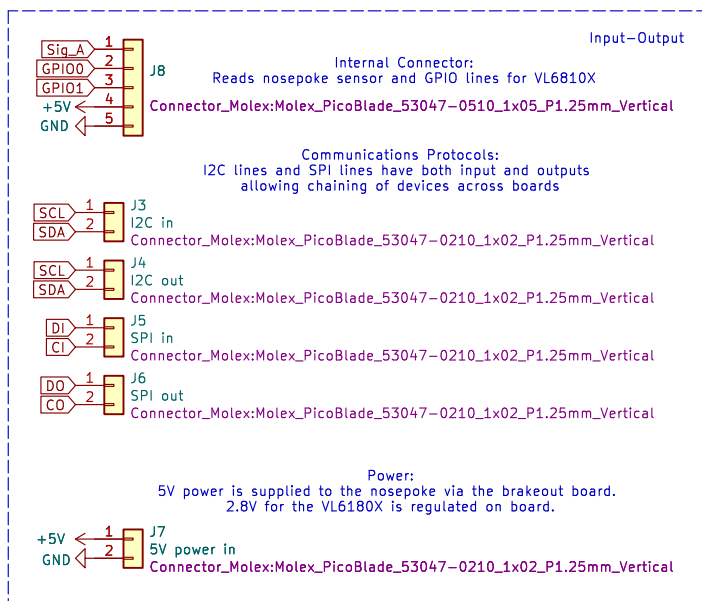 Input-Output
Sig_A 1
GPIO0 2
GPIO1 3
+5V 4
GND 5
J8
Internal Connector:
Reads nosepoke sensor and GPIO lines for VL6810X
Connector_Molex:Molex_PicoBlade_53047-0510_1x05_P1.25mm_Vertical
Communications Protocols:
I2C lines and SPI lines have both input and outputs
allowing chaining of devices across boards
SCL 1
SDA 2
J3
I2C in
Connector_Molex:Molex_PicoBlade_53047-0210_1x02_P1.25mm_Vertical
SCL 1
SDA 2
J4
I2C out
Connector_Molex:Molex_PicoBlade_53047-0210_1x02_P1.25mm_Vertical
DI 1
CI 2
J5
SPI in
Connector_Molex:Molex_PicoBlade_53047-0210_1x02_P1.25mm_Vertical
DO 1
CO 2
J6
SPI out
Connector_Molex:Molex_PicoBlade_53047-0210_1x02_P1.25mm_Vertical
Power:
5V power is supplied to the nosepoke via the brakeout board.
2.8V for the VL6180X is regulated on board.
+5V 1
GND 2
J7
5V power in
Connector_Molex:Molex_PicoBlade_53047-0210_1x02_P1.25mm_Vertical